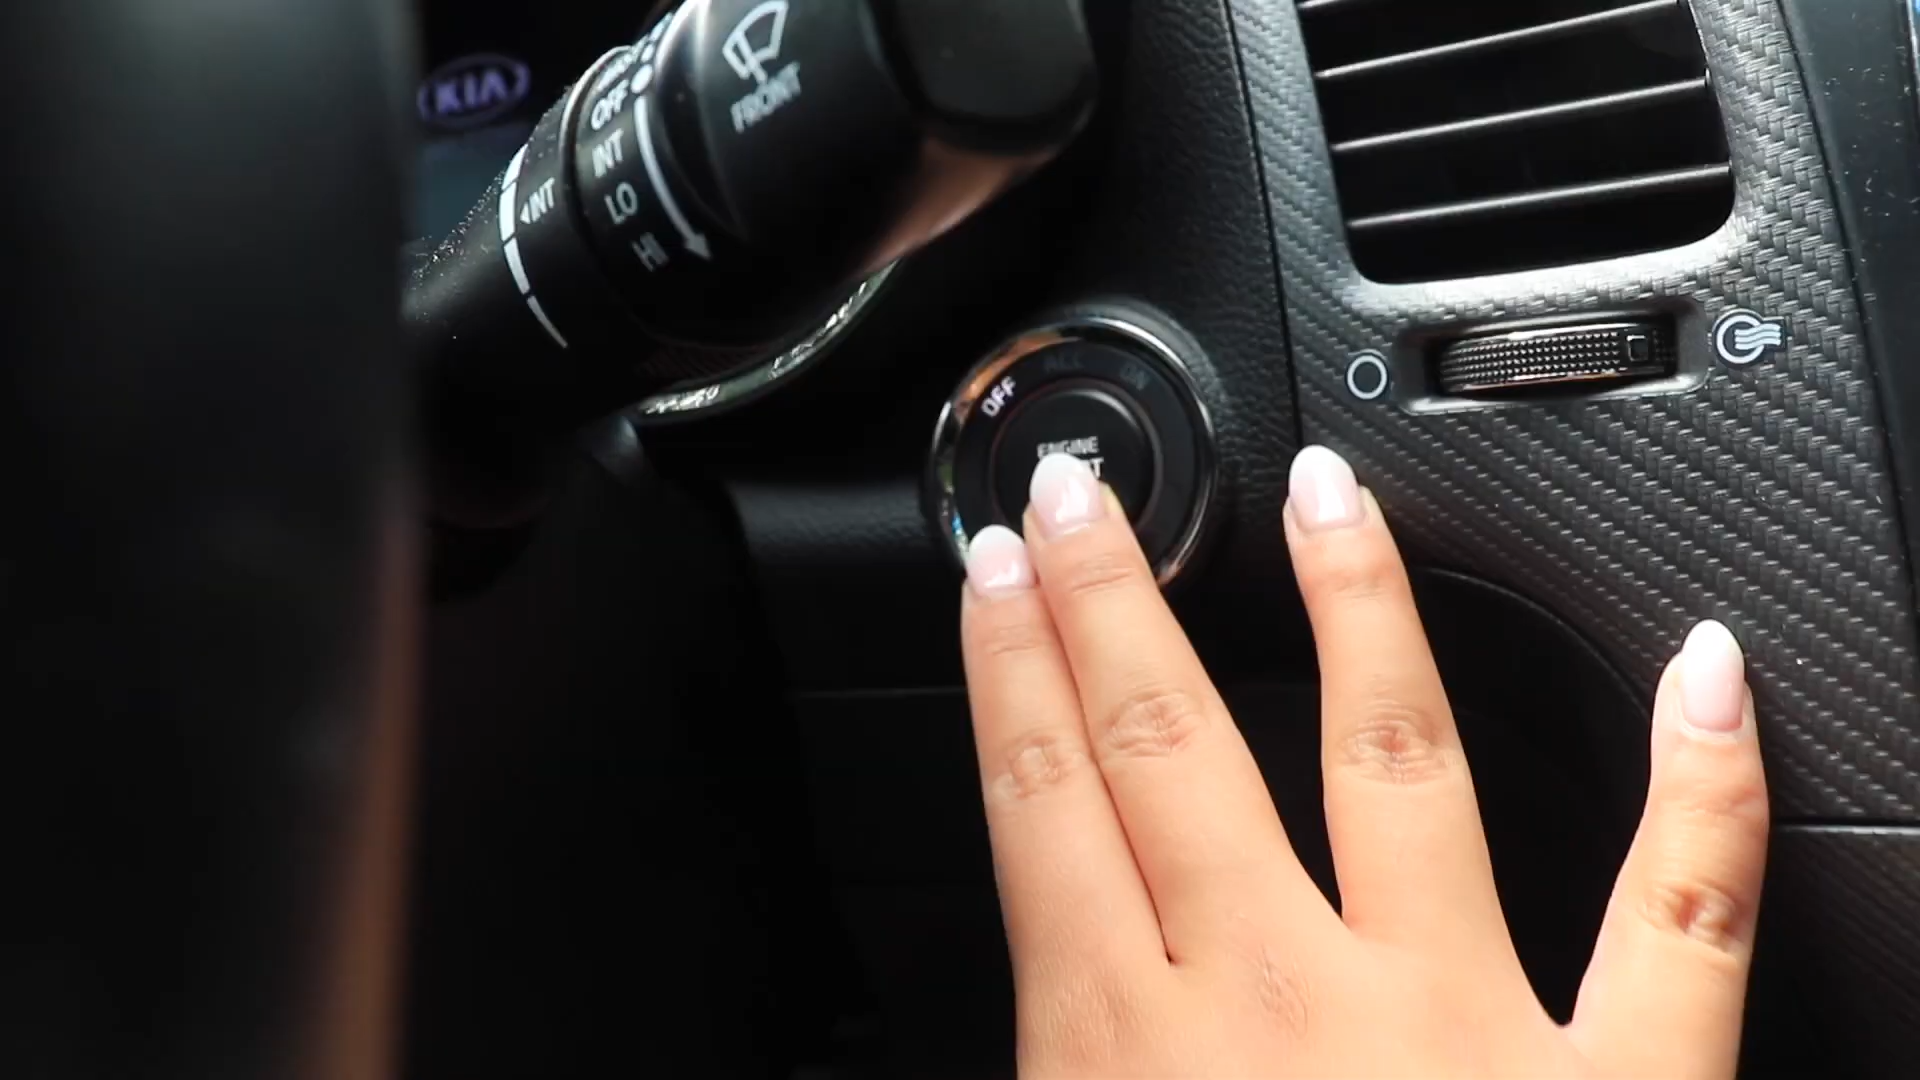 KIA
FRONT
OFF
INT
LO
HI
INT
OFF
ACC
ON
ENGINE